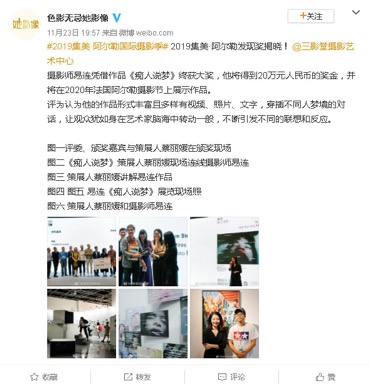 色影无忌她影像
11月23日 19:57 来自 微博 weibo.com
+关注
#2019集美·阿尔勒国际摄影季# 2019集美·阿尔勒发现奖揭晓！@三影堂摄影艺
术中心
摄影师易连凭借作品《痴人说梦》终获大奖，他将得到20万元人民币的奖金，并
将在2020年法国阿尔勒摄影节上展示作品。
评为认为他的作品形式丰富且多样有视频、照片、文字，穿插不同人梦境的对
话，让观众犹如身在艺术家脑海中转动一般，不断引发不同的联想和反应。
图一评委、颁奖嘉宾与策展人蔡丽媛在颁奖现场
图二《痴人说梦》策展人蔡丽媛现场连线摄影师易连
图三 策展人蔡丽媛讲解易连作品
图四 图五 易连《痴人说梦》展览现场照
图六 策展人蔡丽媛和摄影师易连
收藏
转发
评论
赞